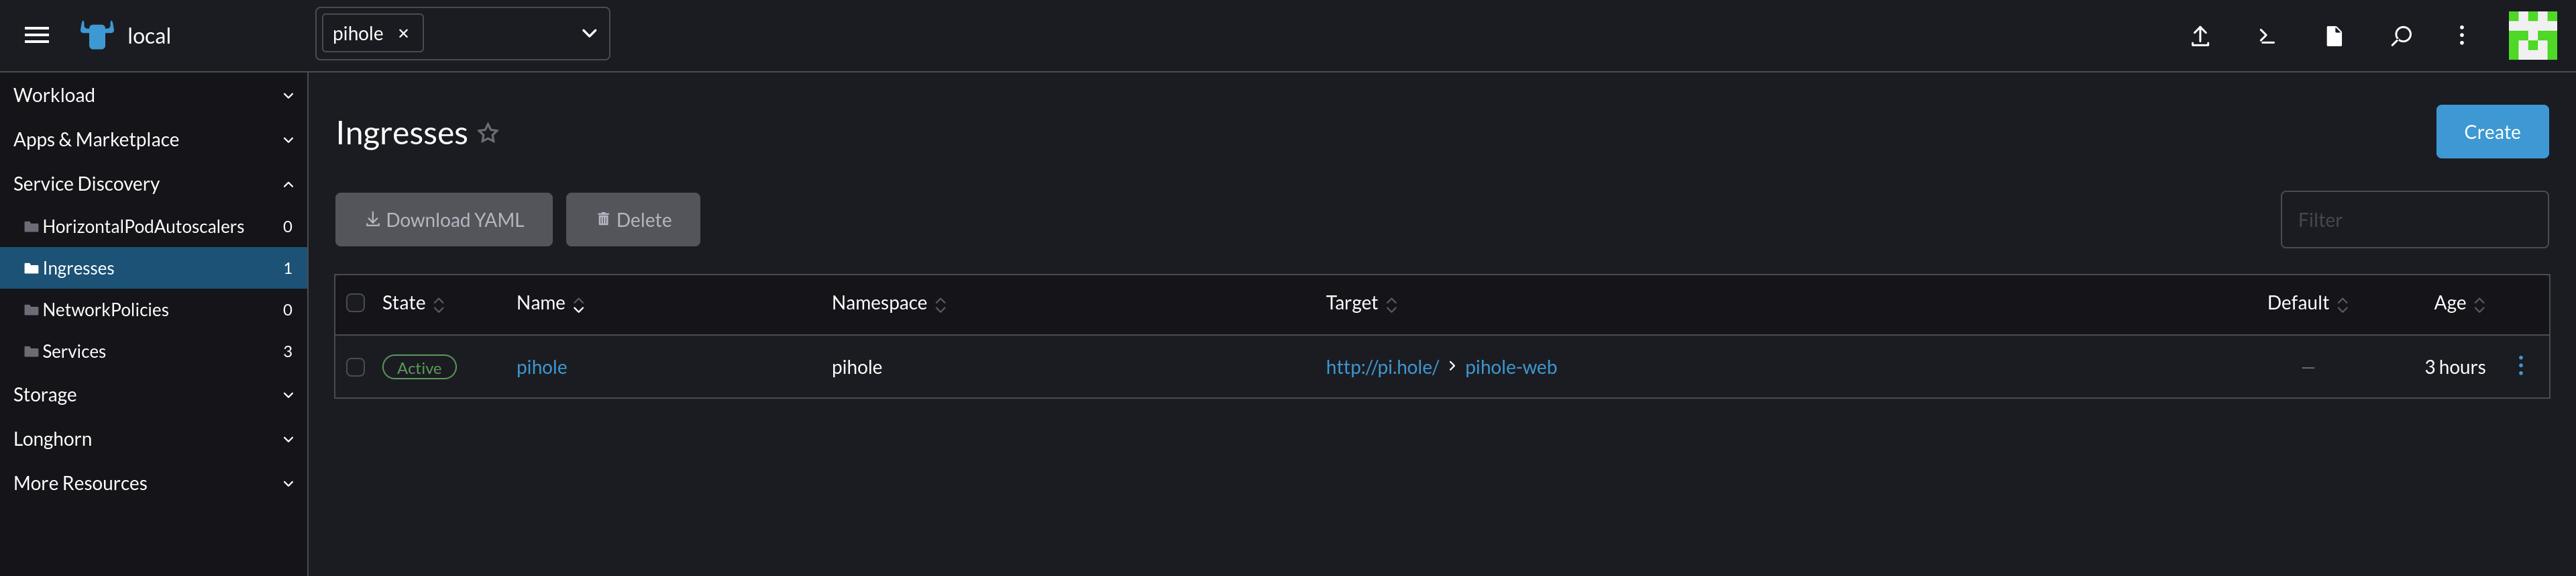 local
pihole ×
Workload
Apps & Marketplace
Service Discovery
HorizontalPodAutoscalers 0
Ingresses 1
NetworkPolicies 0
Services 3
Storage
Longhorn
More Resources
Ingresses
Create
Download YAML Delete
Filter
State Name Namespace Target Default Age
Active pihole pihole http://pi.hole/ > pihole-web — 3 hours